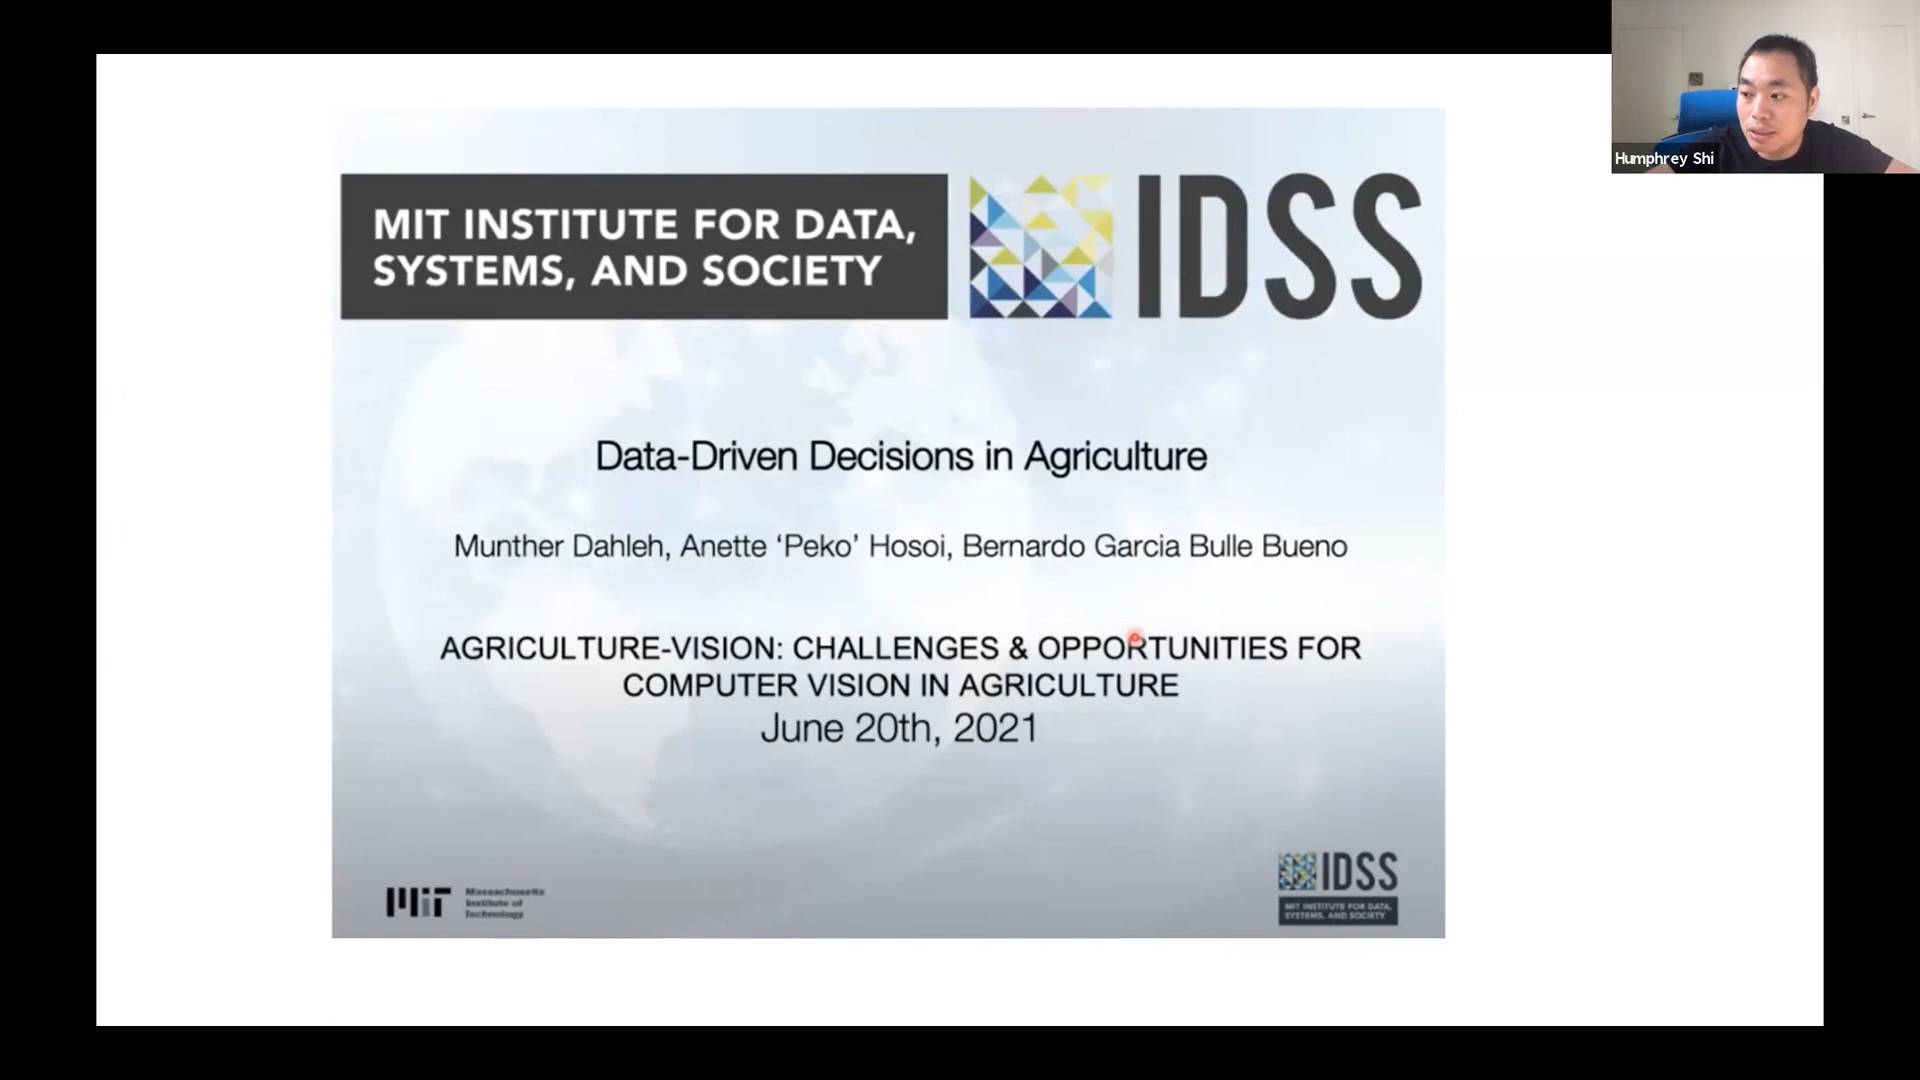 Humphrey Shi
MIT INSTITUTE FOR DATA,
SYSTEMS, AND SOCIETY
IDSS
Data-Driven Decisions in Agriculture
Munther Dahleh, Anette ‘Peko’ Hosoi, Bernardo Garcia Bulle Bueno
AGRICULTURE-VISION: CHALLENGES & OPPORTUNITIES FOR
COMPUTER VISION IN AGRICULTURE
June 20th, 2021
MIT
Massachusetts
Institute of
Technology
IDSS
MIT INSTITUTE FOR DATA,
SYSTEMS, AND SOCIETY